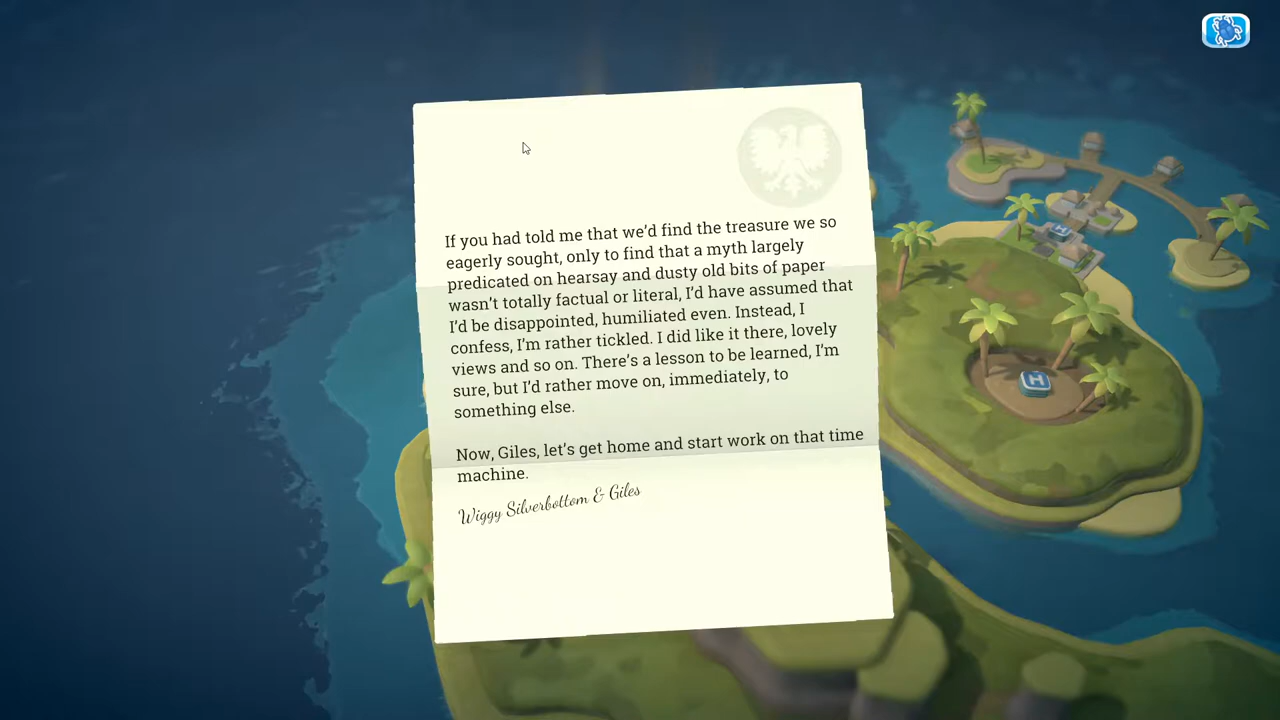 If you had told me that we'd find the treasure we so
eagerly sought, only to find that a myth largely
predicated on hearsay and dusty old bits of paper
wasn't totally factual or literal, I'd have assumed that
I'd be disappointed, humiliated even. Instead, I
confess, I'm rather tickled. I did like it there, lovely
views and so on. There's a lesson to be learned, I'm
sure, but I'd rather move on, immediately, to
something else.
Now, Giles, let's get home and start work on that time
machine.
Wiggy Silverbottom & Giles
H
H